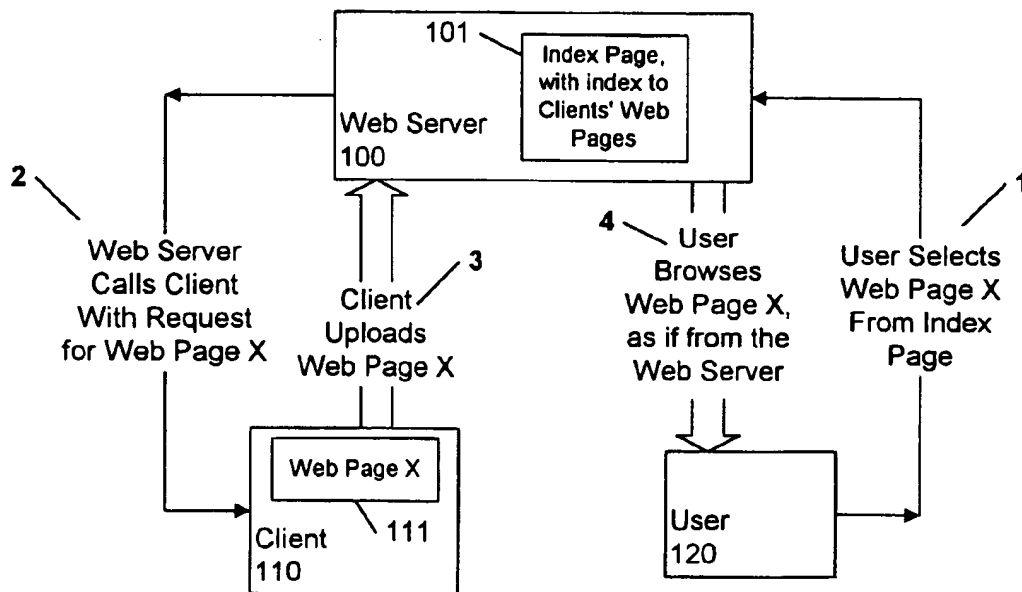 101
Index Page,
with index to
Clients' Web
Pages
Web Server
100
2
Web Server
Calls Client
With Request
for Web Page X
3
Client
Uploads
Web Page X
4
User
Browses
Web Page X,
as if from the
Web Server
1
User Selects
Web Page X
From Index
Page
Web Page X
111
Client
110
User
120